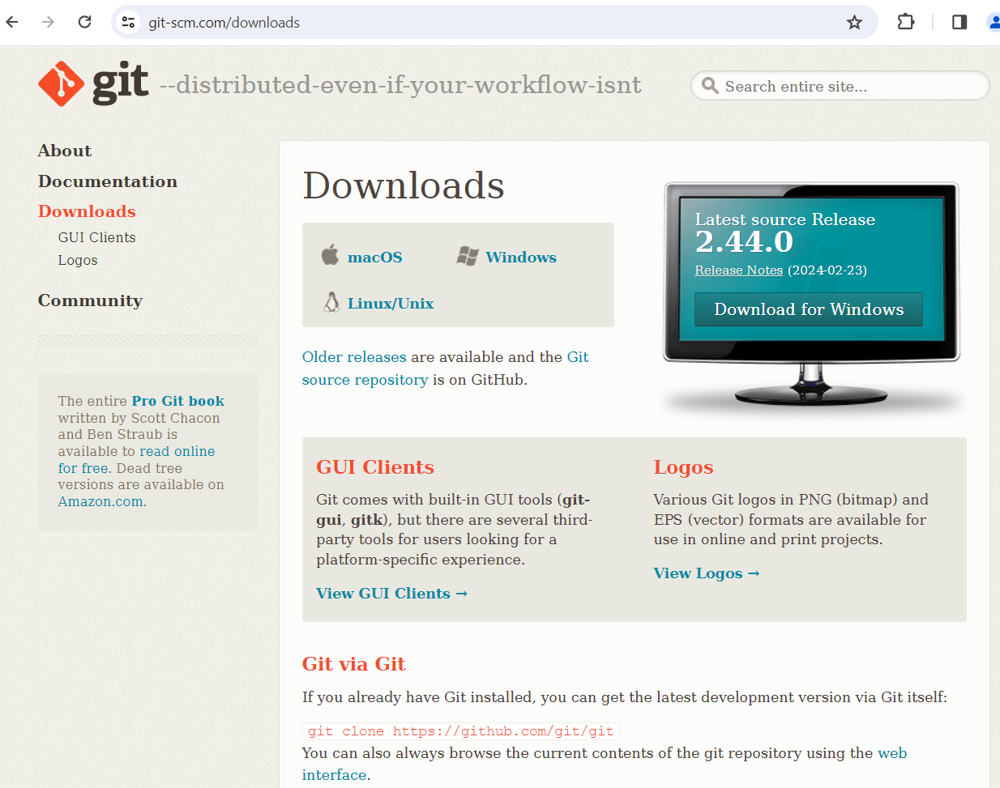 git-scm.com/downloads
git --distributed-even-if-your-workflow-isnt
Search entire site...
About
Documentation
Downloads
GUI Clients
Logos
Community
The entire Pro Git book
written by Scott Chacon
and Ben Straub is
available to read online
for free. Dead tree
versions are available on
Amazon.com.
Downloads
macOS
Windows
Linux/Unix
Older releases are available and the Git
source repository is on GitHub.
Latest source Release
2.44.0
Release Notes (2024-02-23)
Download for Windows
GUI Clients
Git comes with built-in GUI tools (git-
gui, gitk), but there are several third-
party tools for users looking for a
platform-specific experience.
View GUI Clients →
Logos
Various Git logos in PNG (bitmap) and
EPS (vector) formats are available for
use in online and print projects.
View Logos →
Git via Git
If you already have Git installed, you can get the latest development version via Git itself:
git clone https://github.com/git/git
You can also always browse the current contents of the git repository using the web
interface.